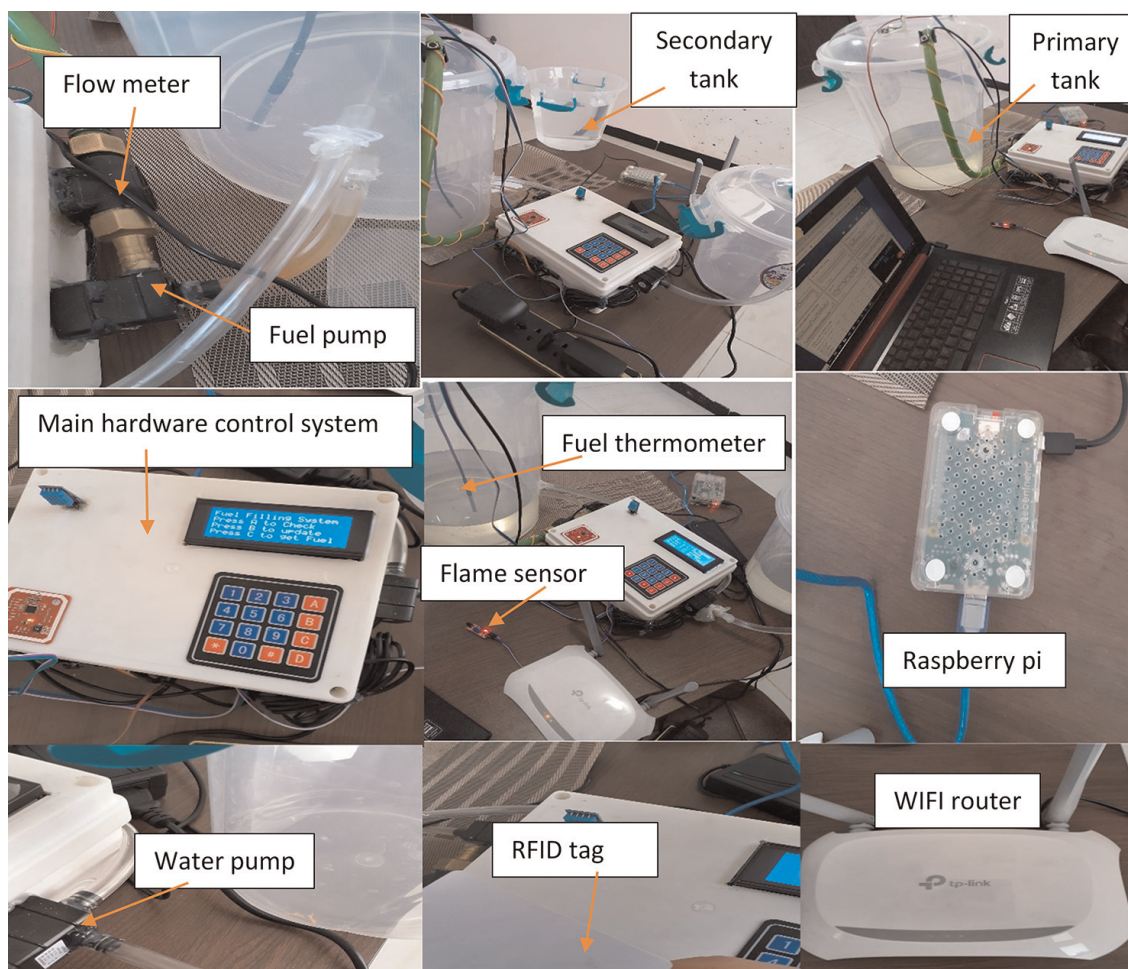 Flow meter
Fuel pump
Secondary
tank
Primary
tank
Main hardware control system
Fuel Filling System
Press A to Check
Press B to update
Press C to get Fuel
1 2 3 A
4 5 6 B
7 8 9 C
* 0 # D
Fuel thermometer
Flame sensor
Raspberry pi
Water pump
RFID tag
1
WIFI router
tp-link